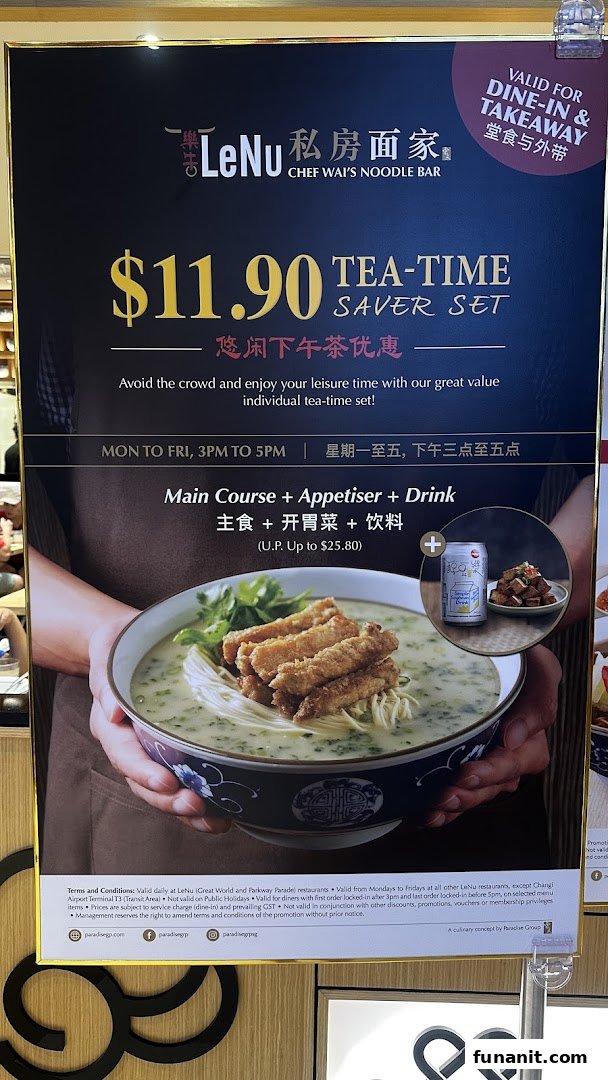 VALID FOR
DINE-IN &
TAKEAWAY
堂食与外带
樂牛
LeNu 私房面家
CHEF WAI'S NOODLE BAR
$11.90 TEA-TIME
SAVER SET
悠闲下午茶优惠
Avoid the crowd and enjoy your leisure time with our great value
individual tea-time set!
MON TO FRI, 3PM TO 5PM | 星期一至五, 下午三点至五点
Main Course + Appetiser + Drink
主食 + 开胃菜 + 饮料
(U.P. Up to $25.80)
+
Terms and Conditions: Valid daily at LeNu (Great World and Parkway Parade) restaurants • Valid from Mondays to Fridays at all other LeNu restaurants, except Changi
Airport Terminal T3 (Transit Area) • Not valid on Public Holidays • Valid for diners with first order locked-in after 3pm and last order locked-in before 5pm, on selected menu
items • Prices are subject to service charge (dine-in) and prevailing GST • Not valid in conjunction with other discounts, promotions, vouchers or membership privileges
• Management reserves the right to amend terms and conditions of the promotion without prior notice.
paradisegp.com paradisegrp paradisegrpsg
A culinary concept by Paradise Group
funanit.com